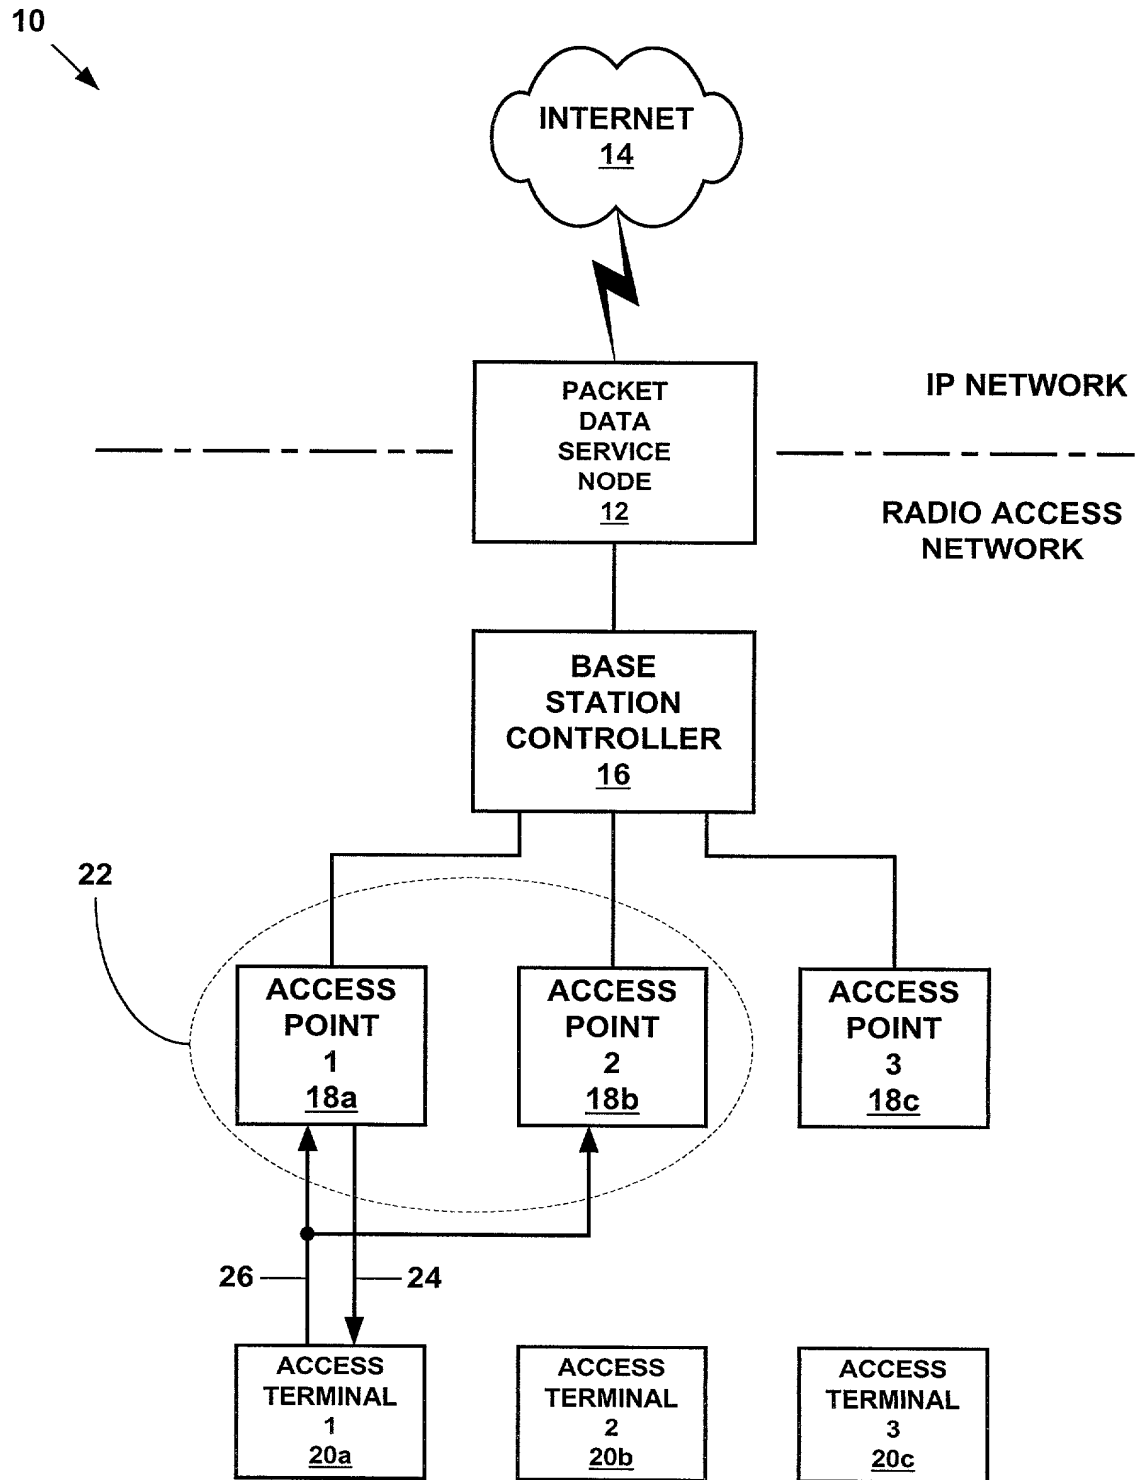 10
INTERNET
14
PACKET
DATA
SERVICE
NODE
12
IP NETWORK
RADIO ACCESS
NETWORK
BASE
STATION
CONTROLLER
16
22
ACCESS
POINT
1
18a
ACCESS
POINT
2
18b
ACCESS
POINT
3
18c
26
24
ACCESS
TERMINAL
1
20a
ACCESS
TERMINAL
2
20b
ACCESS
TERMINAL
3
20c